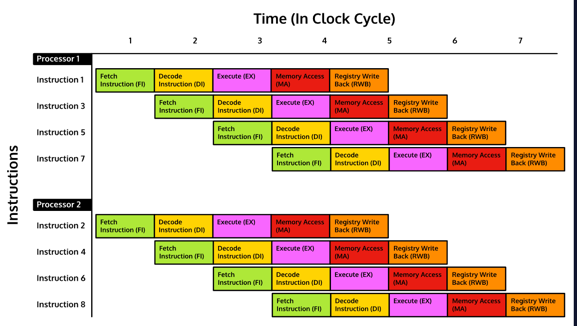 Time (In Clock Cycle)
1 2 3 4 5 6 7
Instructions
Processor 1
Instruction 1
Fetch
Instruction (FI)
Decode
Instruction (DI)
Execute (EX)
Memory Access
(MA)
Registry Write
Back (RWB)
Instruction 3
Fetch
Instruction (FI)
Decode
Instruction (DI)
Execute (EX)
Memory Access
(MA)
Registry Write
Back (RWB)
Instruction 5
Fetch
Instruction (FI)
Decode
Instruction (DI)
Execute (EX)
Memory Access
(MA)
Registry Write
Back (RWB)
Instruction 7
Fetch
Instruction (FI)
Decode
Instruction (DI)
Execute (EX)
Memory Access
(MA)
Registry Write
Back (RWB)
Processor 2
Instruction 2
Fetch
Instruction (FI)
Decode
Instruction (DI)
Execute (EX)
Memory Access
(MA)
Registry Write
Back (RWB)
Instruction 4
Fetch
Instruction (FI)
Decode
Instruction (DI)
Execute (EX)
Memory Access
(MA)
Registry Write
Back (RWB)
Instruction 6
Fetch
Instruction (FI)
Decode
Instruction (DI)
Execute (EX)
Memory Access
(MA)
Registry Write
Back (RWB)
Instruction 8
Fetch
Instruction (FI)
Decode
Instruction (DI)
Execute (EX)
Memory Access
(MA)
Registry Write
Back (RWB)